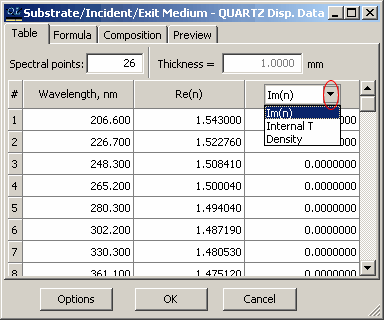 OL Substrate/Incident/Exit Medium - QUARTZ Disp. Data
Table Formula Composition Preview
Spectral points: 26 Thickness = 1.0000 mm
# Wavelength, nm Re(n) Im(n)
Im(n)
Internal T
Density
1 206.600 1.543000
2 226.700 1.522760
3 248.300 1.508410 0.0000000
4 265.200 1.500040 0.0000000
5 280.300 1.494040 0.0000000
6 302.200 1.487190 0.0000000
7 330.300 1.480530 0.0000000
8 361.100 1.475120 0.0000000
Options OK Cancel